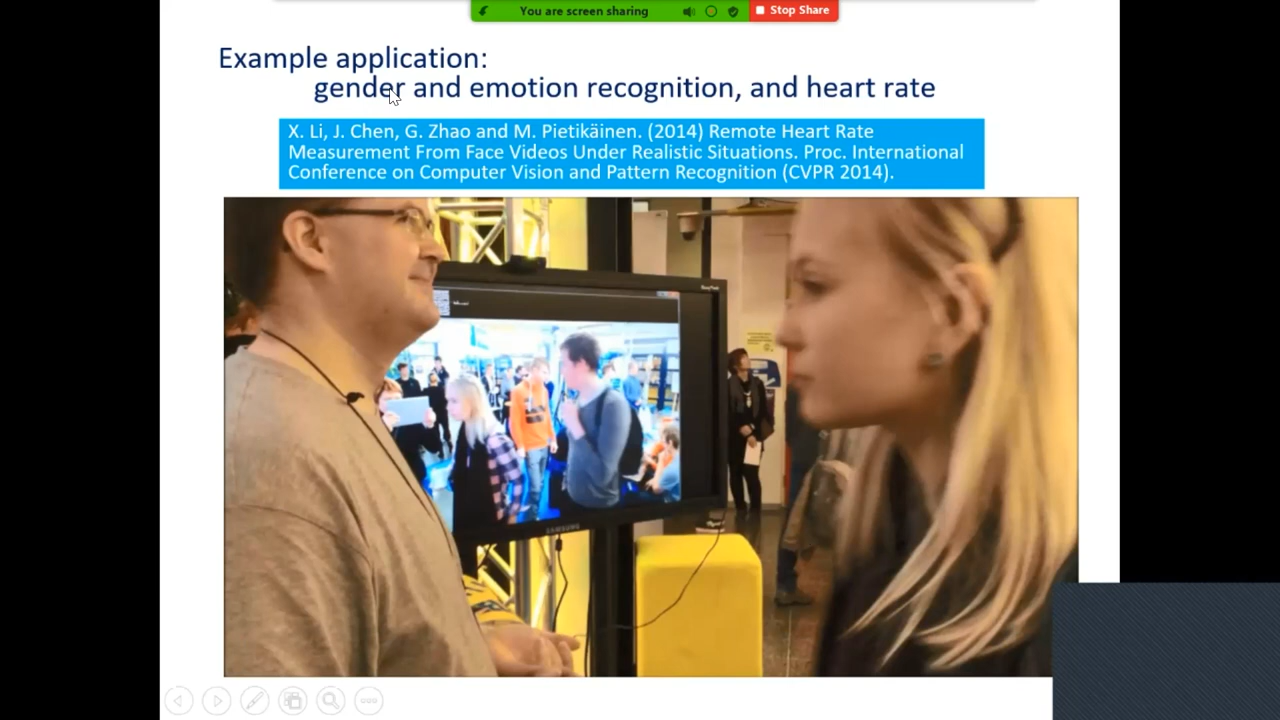 You are screen sharing
Stop Share
Example application:
gender and emotion recognition, and heart rate
X. Li, J. Chen, G. Zhao and M. Pietikäinen. (2014) Remote Heart Rate
Measurement From Face Videos Under Realistic Situations. Proc. International
Conference on Computer Vision and Pattern Recognition (CVPR 2014).
SAMSUNG